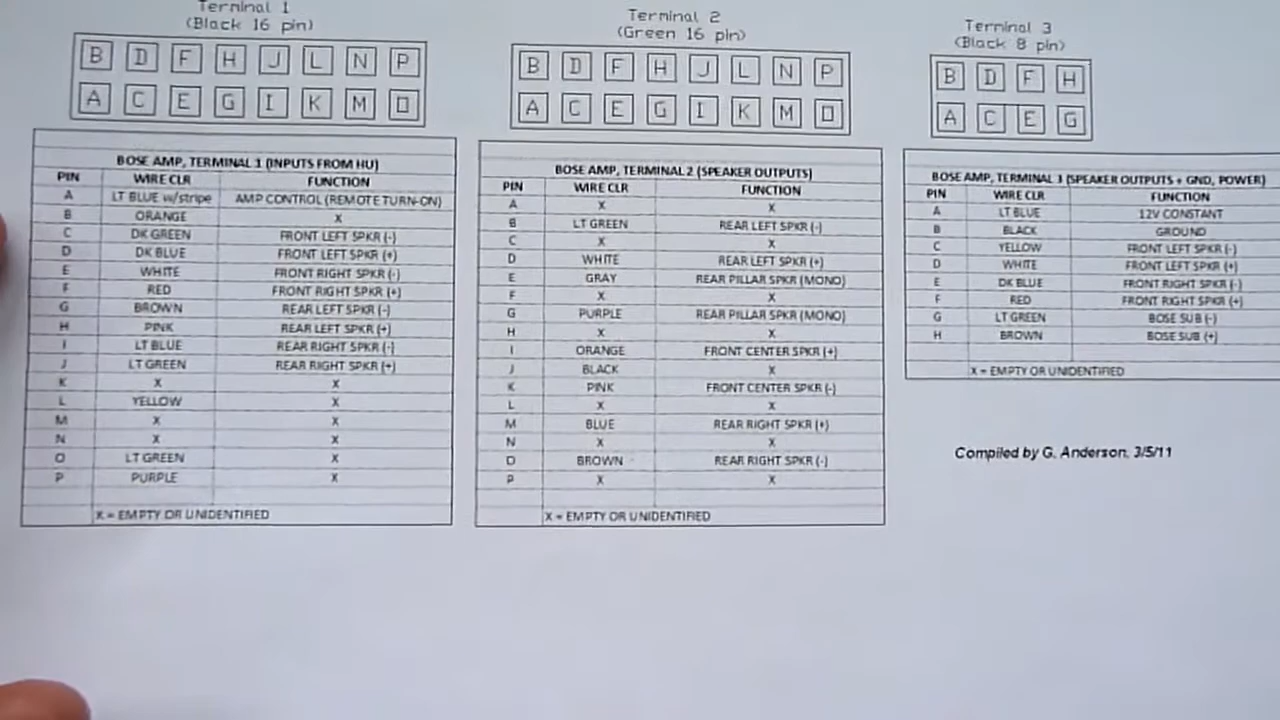 Terminal 1
(Black 16 pin)
B D F H J L N P
A C E G I K M O
BOSE AMP, TERMINAL 1 (INPUTS FROM HU)
PIN WIRE CLR FUNCTION
A LT BLUE w/stripe AMP CONTROL (REMOTE TURN-ON)
B ORANGE X
C DK GREEN FRONT LEFT SPKR (-)
D DK BLUE FRONT LEFT SPKR (+)
E WHITE FRONT RIGHT SPKR (-)
F RED FRONT RIGHT SPKR (+)
G BROWN REAR LEFT SPKR (-)
H PINK REAR LEFT SPKR (+)
I LT BLUE REAR RIGHT SPKR (-)
J LT GREEN REAR RIGHT SPKR (+)
K X X
L YELLOW X
M X X
N X X
O LT GREEN X
P PURPLE X
X = EMPTY OR UNIDENTIFIED
Terminal 2
(Green 16 pin)
B D F H J L N P
A C E G I K M O
BOSE AMP, TERMINAL 2 (SPEAKER OUTPUTS)
PIN WIRE CLR FUNCTION
A X X
B LT GREEN REAR LEFT SPKR (-)
C X X
D WHITE REAR LEFT SPKR (+)
E GRAY REAR PILLAR SPKR (MONO)
F X X
G PURPLE REAR PILLAR SPKR (MONO)
H X X
I ORANGE FRONT CENTER SPKR (+)
J BLACK X
K PINK FRONT CENTER SPKR (-)
L X X
M BLUE REAR RIGHT SPKR (+)
N X X
O BROWN REAR RIGHT SPKR (-)
P X X
X = EMPTY OR UNIDENTIFIED
Terminal 3
(Black 8 pin)
B D F H
A C E G
BOSE AMP, TERMINAL 3 (SPEAKER OUTPUTS + GND, POWER)
PIN WIRE CLR FUNCTION
A LT BLUE 12V CONSTANT
B BLACK GROUND
C YELLOW FRONT LEFT SPKR (-)
D WHITE FRONT LEFT SPKR (+)
E DK BLUE FRONT RIGHT SPKR (-)
F RED FRONT RIGHT SPKR (+)
G LT GREEN BOSE SUB (-)
H BROWN BOSE SUB (+)
X = EMPTY OR UNIDENTIFIED
Compiled by G. Anderson, 3/5/11